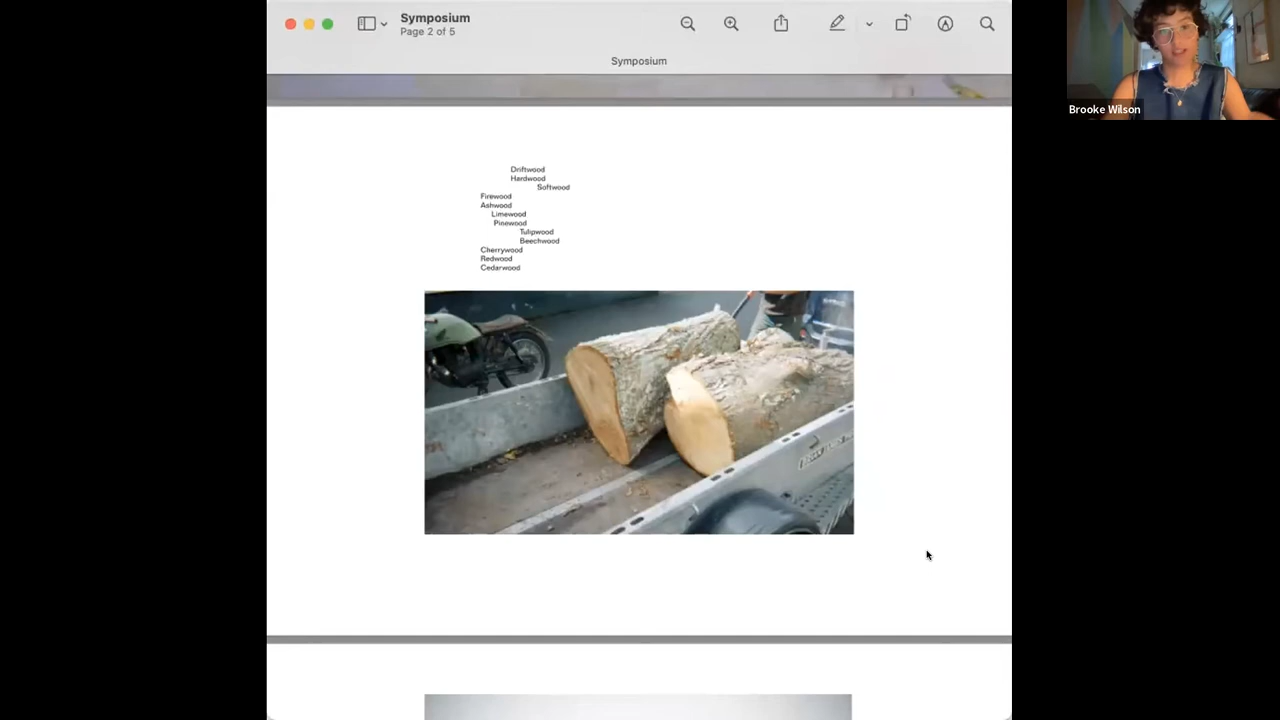 Symposium
Page 2 of 5
Symposium
Brooke Wilson
Driftwood
Hardwood
Softwood
Firewood
Ashwood
Limewood
Pinewood
Tulipwood
Beechwood
Cherrywood
Redwood
Cedarwood